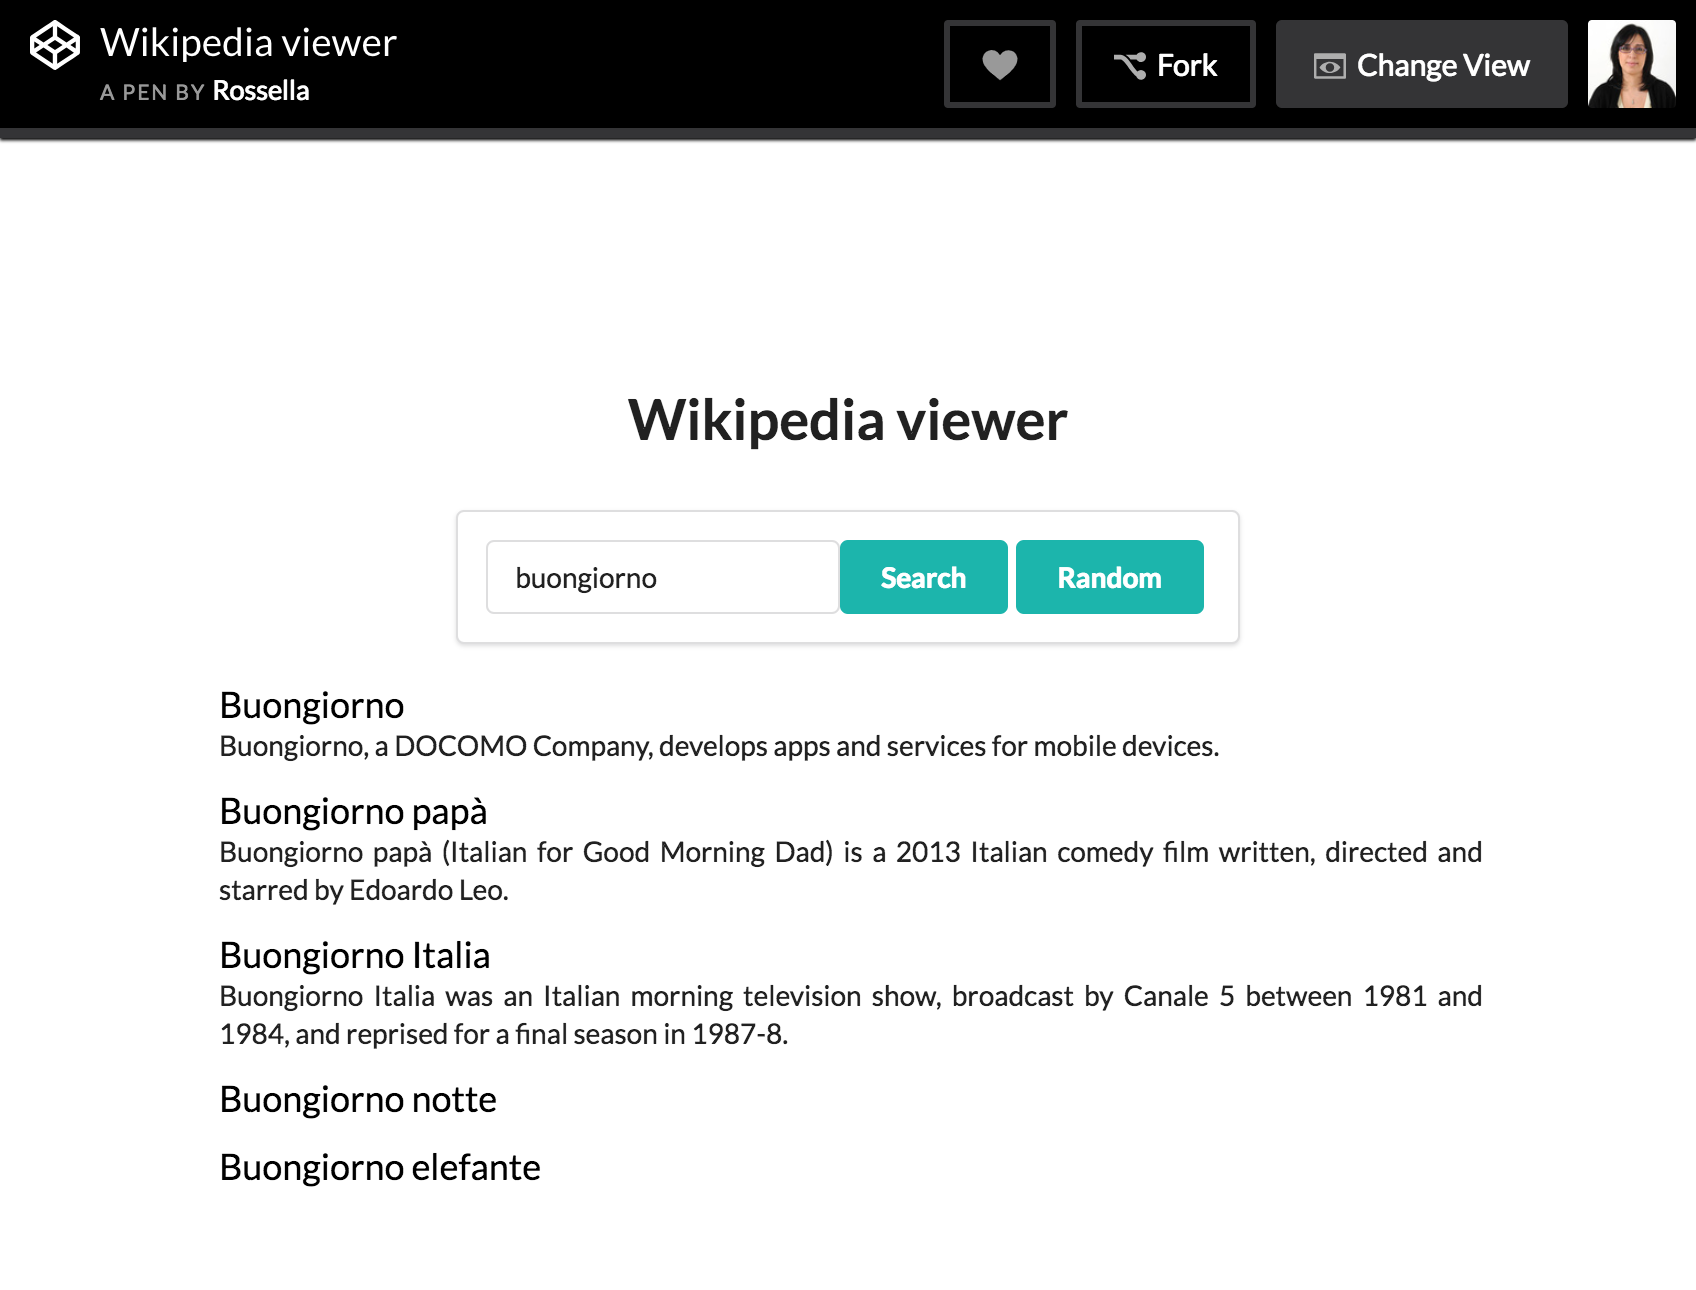 Wikipedia viewer
A PEN BY Rossella
Fork
Change View
Wikipedia viewer
buongiorno
Search
Random
Buongiorno
Buongiorno, a DOCOMO Company, develops apps and services for mobile devices.
Buongiorno papà
Buongiorno papà (Italian for Good Morning Dad) is a 2013 Italian comedy film written, directed and
starred by Edoardo Leo.
Buongiorno Italia
Buongiorno Italia was an Italian morning television show, broadcast by Canale 5 between 1981 and
1984, and reprised for a final season in 1987-8.
Buongiorno notte
Buongiorno elefante